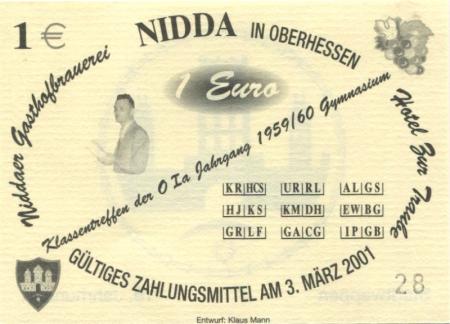 1 €
NIDDA IN OBERHESSEN
Niddaer Gasthofbrauerei
1 Euro
Hotel Zur Traube
Klassentreffen der O Ia Jahrgang 1959/60 Gymnasium
KR|HCS UR|RL AL|GS
HJ|KS KM|DH EW|BG
GR|LF GA|CG IP|GB
GÜLTIGES ZAHLUNGSMITTEL AM 3. MÄRZ 2001
28
Entwurf: Klaus Mann